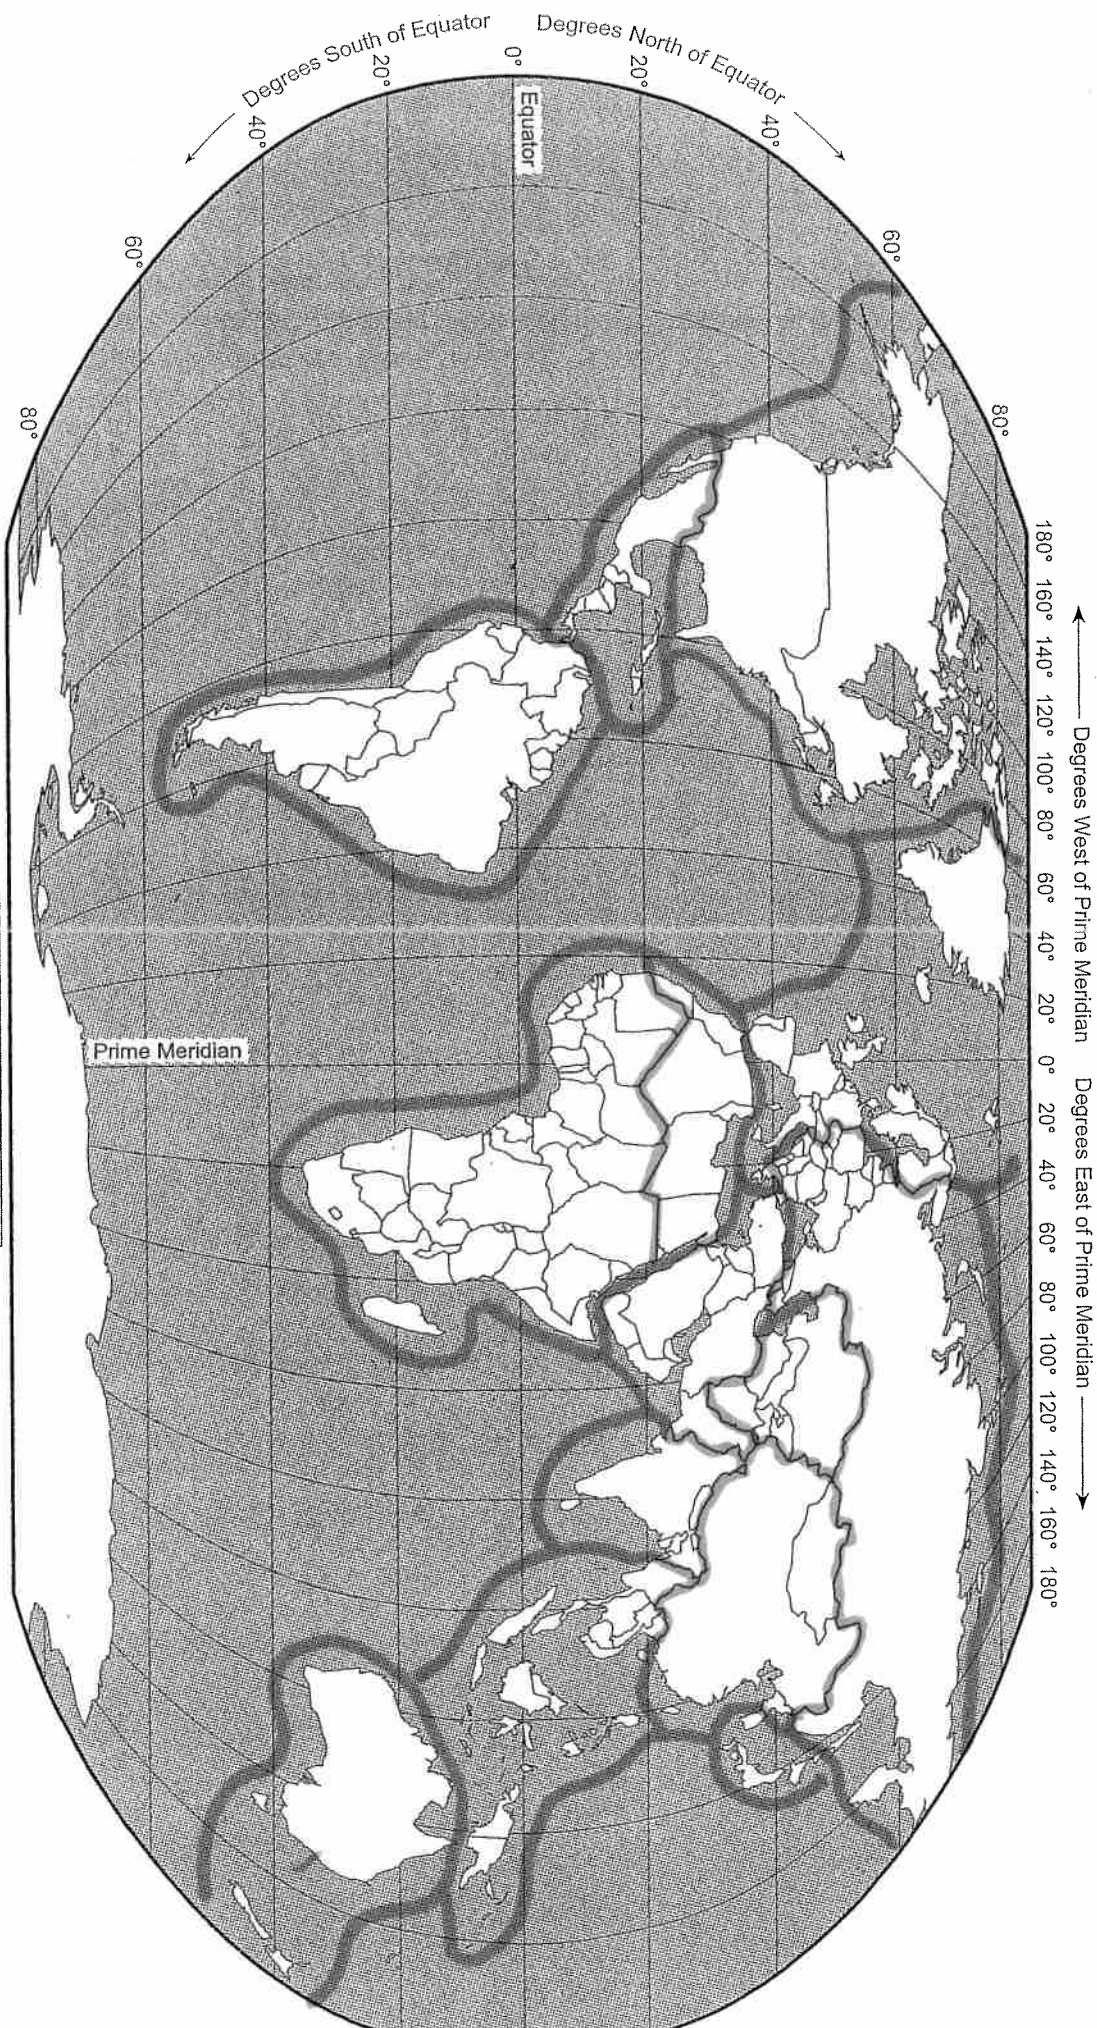 Degrees South of Equator
Degrees North of Equator
40°
20°
0°
20°
40°
60°
60°
80°
80°
Equator
Prime Meridian
Degrees West of Prime Meridian
Degrees East of Prime Meridian
180° 160° 140° 120° 100° 80° 60° 40° 20° 0° 20° 40° 60° 80° 100° 120° 140° 160° 180°